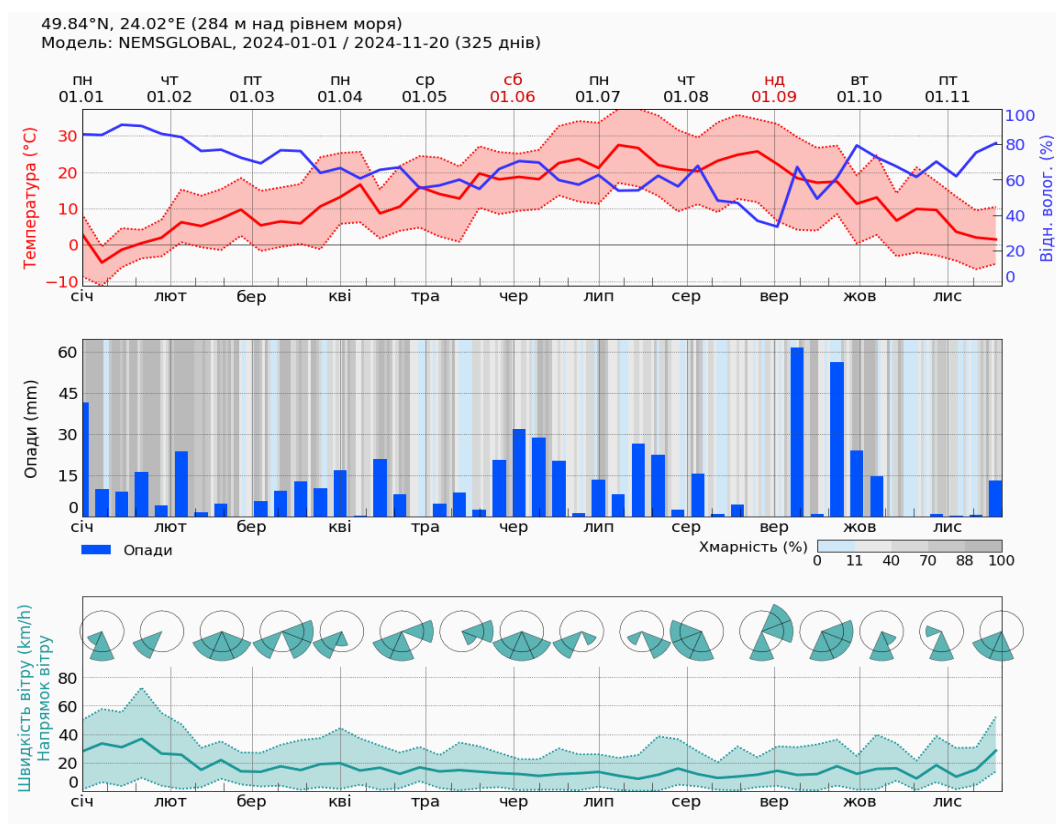 49.84°N, 24.02°E (284 м над рівнем моря)
Модель: NEMSGLOBAL, 2024-01-01 / 2024-11-20 (325 днів)
пн чт пт пн ср сб пн чт нд вт пт
01.01 01.02 01.03 01.04 01.05 01.06 01.07 01.08 01.09 01.10 01.11
Температура (°C)
30
20
10
0
−10
100
80
60
40
20
0
Відн. волог. (%)
січ лют бер кві тра чер лип сер вер жов лис
Опади (mm)
60
45
30
15
0
січ лют бер кві тра чер лип сер вер жов лис
Опади
Хмарність (%)
0 11 40 70 88 100
Швидкість вітру (km/h)
Напрямок вітру
80
60
40
20
0
січ лют бер кві тра чер лип сер вер жов лис